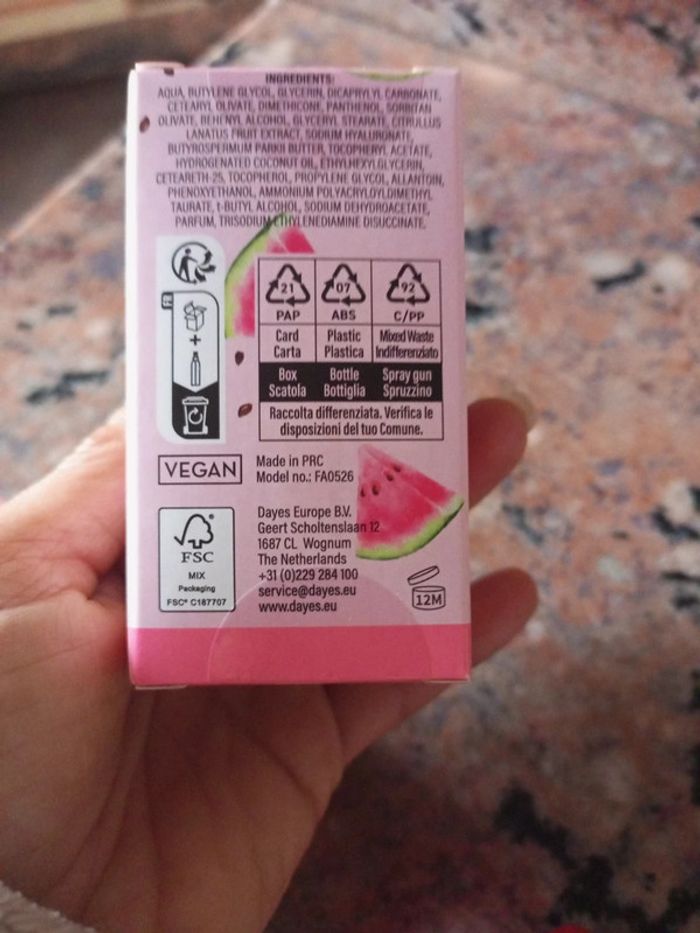 INGREDIENTS:
AQUA, BUTYLENE GLYCOL, GLYCERIN, DICAPRYLYL CARBONATE,
CETEARYL OLIVATE, DIMETHICONE, PANTHENOL, SORBITAN
OLIVATE, BEHENYL ALCOHOL, GLYCERYL STEARATE, CITRULLUS
LANATUS FRUIT EXTRACT, SODIUM HYALURONATE,
BUTYROSPERMUM PARKII BUTTER, TOCOPHERYL ACETATE,
HYDROGENATED COCONUT OIL, ETHYLHEXYLGLYCERIN,
CETEARETH-25, TOCOPHEROL, PROPYLENE GLYCOL, ALLANTOIN,
PHENOXYETHANOL, AMMONIUM POLYACRYLOYLDIMETHYL
TAURATE, t-BUTYL ALCOHOL, SODIUM DEHYDROACETATE,
PARFUM, TRISODIUM ETHYLENEDIAMINE DISUCCINATE.
FR
+
21 07 92
PAP ABS C/PP
Card Plastic Mixed Waste
Carta Plastica Indifferenziato
Box Bottle Spray gun
Scatola Bottiglia Spruzzino
Raccolta differenziata. Verifica le
disposizioni del tuo Comune.
VEGAN
Made in PRC
Model no.: FA0526
FSC
MIX
Packaging
FSC® C187707
Dayes Europe B.V.
Geert Scholtenslaan 12
1687 CL Wognum
The Netherlands
+31 (0)229 284 100
service@dayes.eu
www.dayes.eu
12M